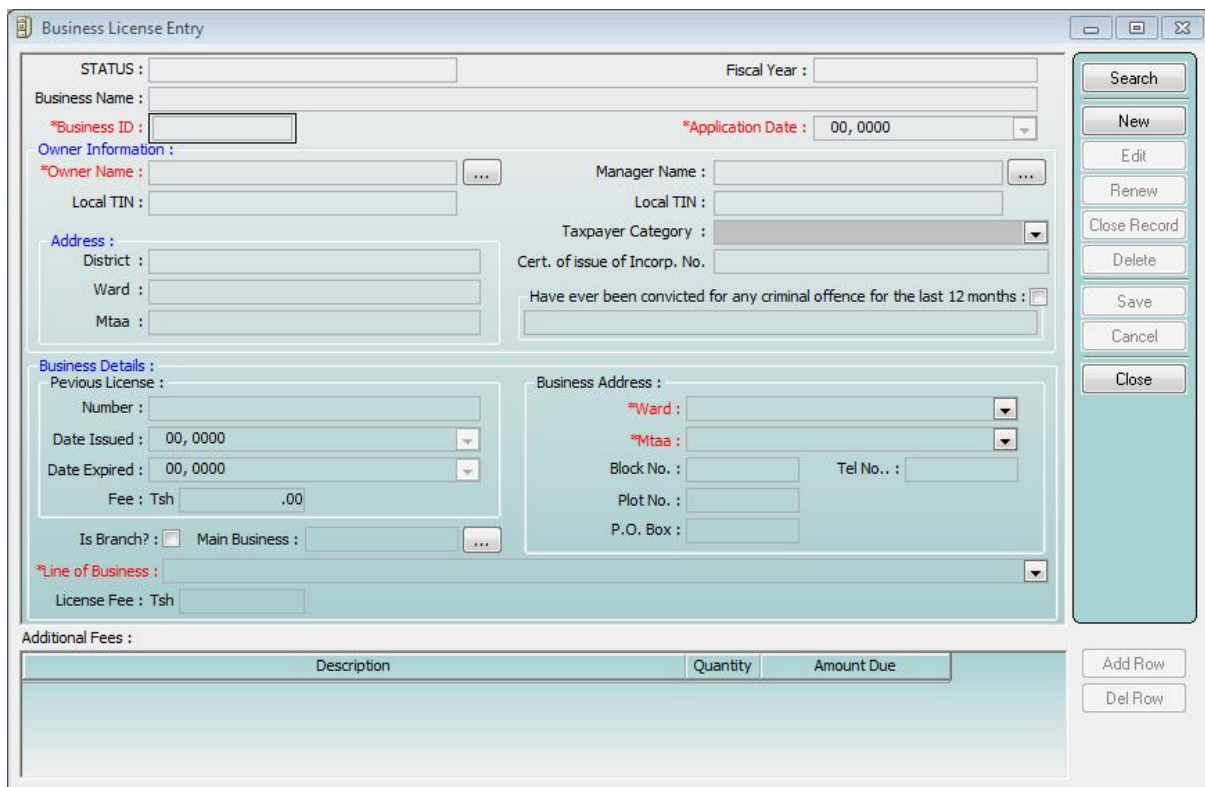 Business License Entry
STATUS :
Fiscal Year :
Search
Business Name :
New
*Business ID :
*Application Date : 00, 0000
Edit
Owner Information :
*Owner Name : ...
Manager Name : ...
Renew
Local TIN :
Local TIN :
Close Record
Taxpayer Category :
Address :
District :
Cert. of issue of Incorp. No.
Delete
Ward :
Have ever been convicted for any criminal offence for the last 12 months :
Save
Mtaa :
Cancel
Business Details :
Close
Pevious License :
Business Address :
Number :
*Ward :
Date Issued : 00, 0000
*Mtaa :
Date Expired : 00, 0000
Block No. :
Tel No.. :
Fee : Tsh .00
Plot No. :
P.O. Box :
Is Branch? : Main Business : ...
*Line of Business :
License Fee : Tsh
Additional Fees :
Description Quantity Amount Due
Add Row
Del Row